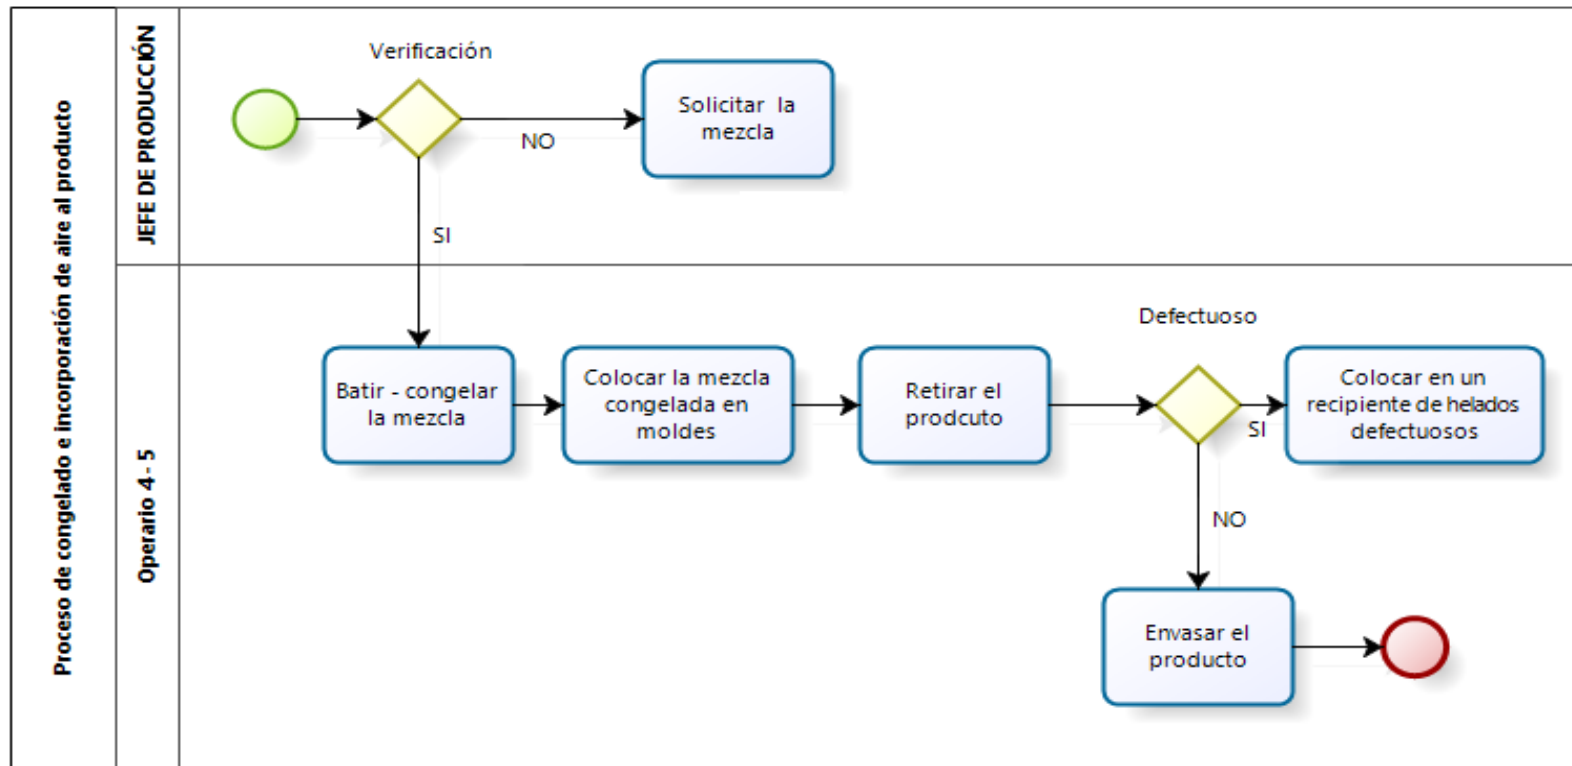 Proceso de congelado e incorporación de aire al producto
JEFE DE PRODUCCIÓN
Verificación
Solicitar la
mezcla
NO
SI
Operario 4 - 5
Defectuoso
Batir - congelar
la mezcla
Colocar la mezcla
congelada en
moldes
Retirar el
prodcuto
SI
Colocar en un
recipiente de helados
defectuosos
NO
Envasar el
producto